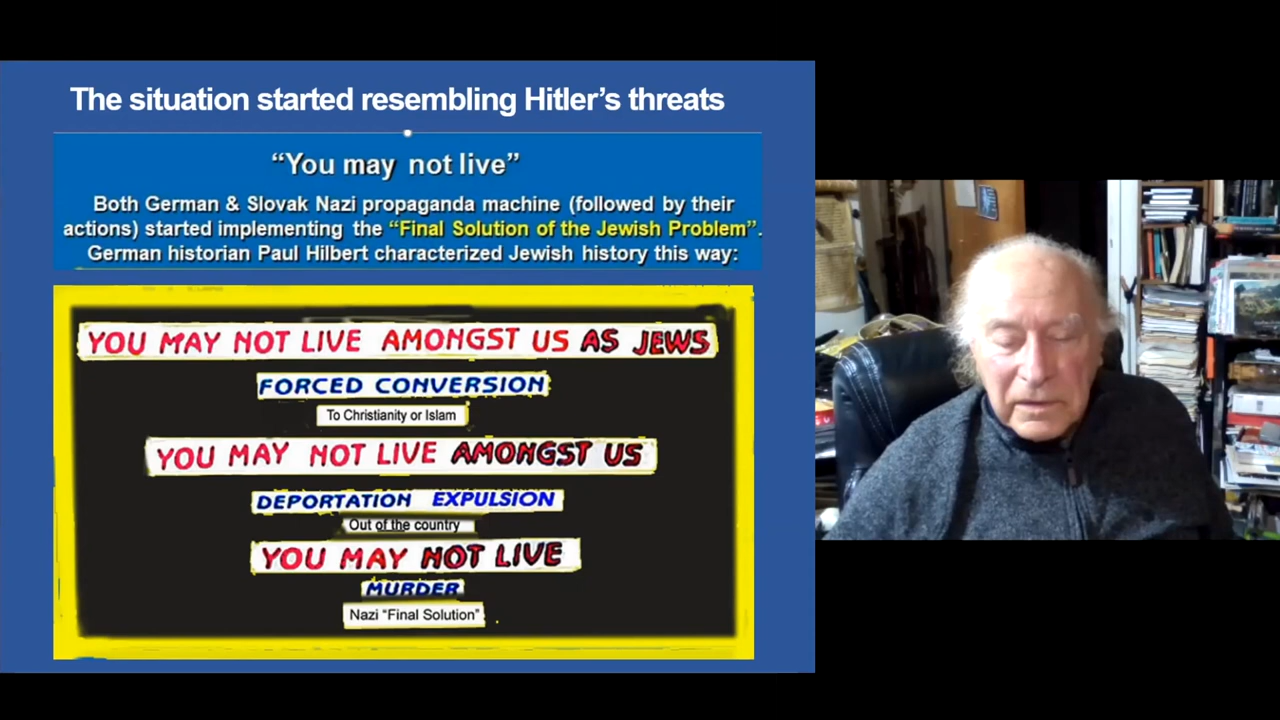 The situation started resembling Hitler's threats
“You may not live”
Both German & Slovak Nazi propaganda machine (followed by their
actions) started implementing the “Final Solution of the Jewish Problem”.
German historian Paul Hilbert characterized Jewish history this way:
YOU MAY NOT LIVE AMONGST US AS JEWS
FORCED CONVERSION
To Christianity or Islam
YOU MAY NOT LIVE AMONGST US
DEPORTATION EXPULSION
Out of the country
YOU MAY NOT LIVE
MURDER
Nazi “Final Solution”